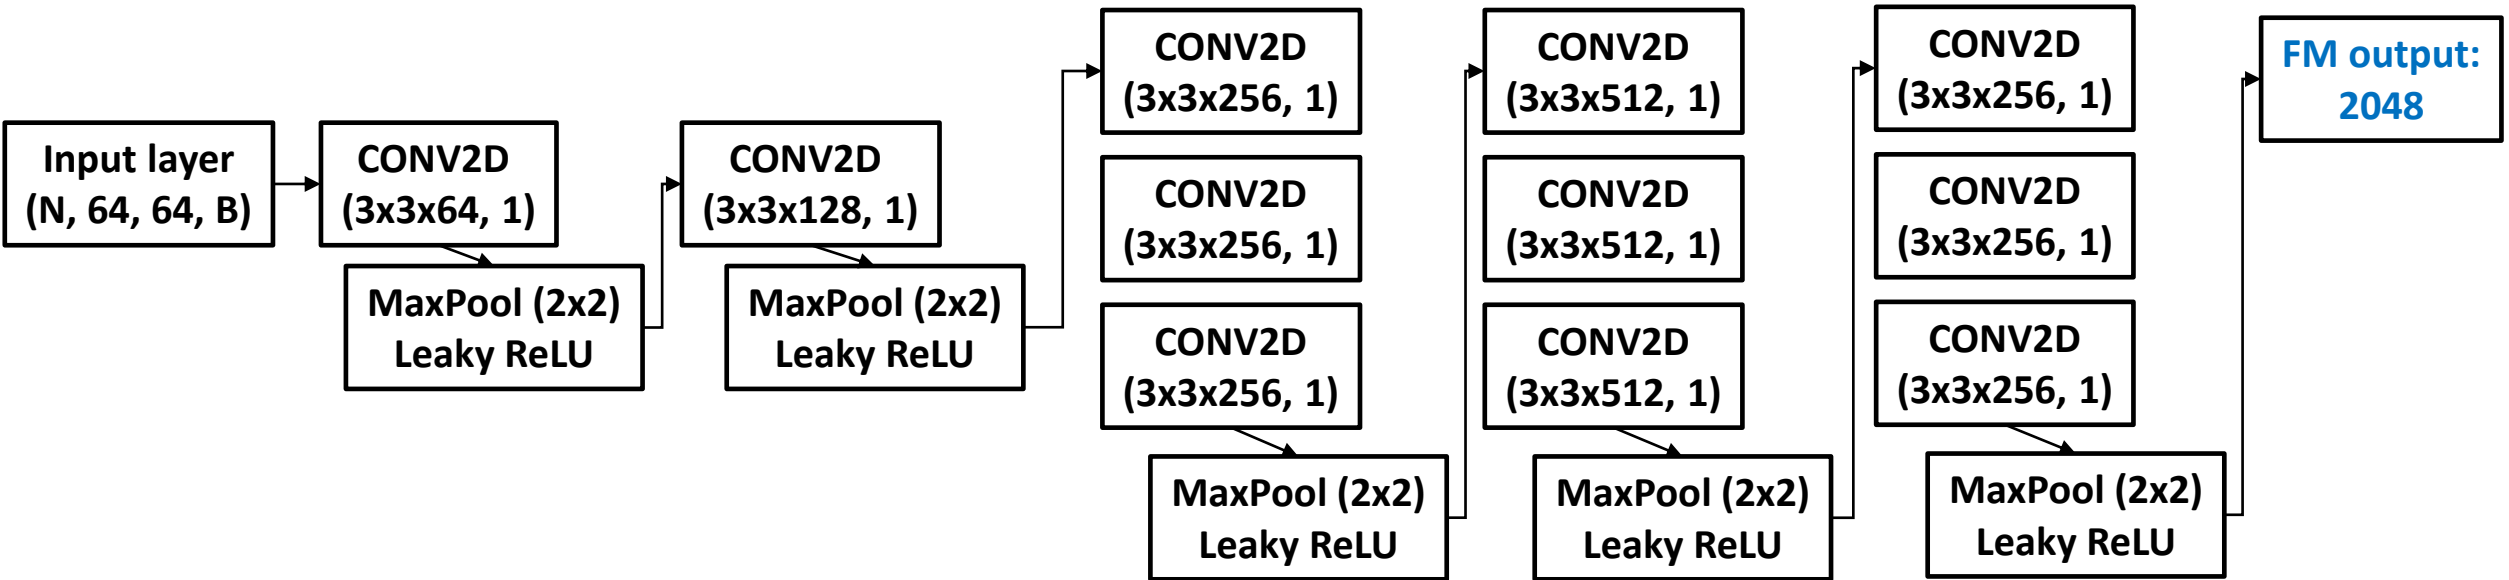 Input layer
(N, 64, 64, B)
CONV2D
(3x3x64, 1)
MaxPool (2x2)
Leaky ReLU
CONV2D
(3x3x128, 1)
MaxPool (2x2)
Leaky ReLU
CONV2D
(3x3x256, 1)
CONV2D
(3x3x256, 1)
CONV2D
(3x3x256, 1)
MaxPool (2x2)
Leaky ReLU
CONV2D
(3x3x512, 1)
CONV2D
(3x3x512, 1)
CONV2D
(3x3x512, 1)
MaxPool (2x2)
Leaky ReLU
CONV2D
(3x3x256, 1)
CONV2D
(3x3x256, 1)
CONV2D
(3x3x256, 1)
MaxPool (2x2)
Leaky ReLU
FM output:
2048